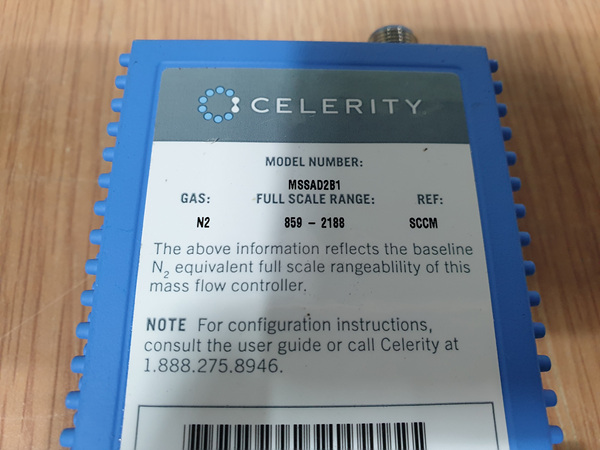 CELERITY
MODEL NUMBER:
MSSAD2B1
GAS: FULL SCALE RANGE: REF:
N2 859 - 2188 SCCM
The above information reflects the baseline
N2 equivalent full scale rangeablility of this
mass flow controller.
NOTE For configuration instructions,
consult the user guide or call Celerity at
1.888.275.8946.